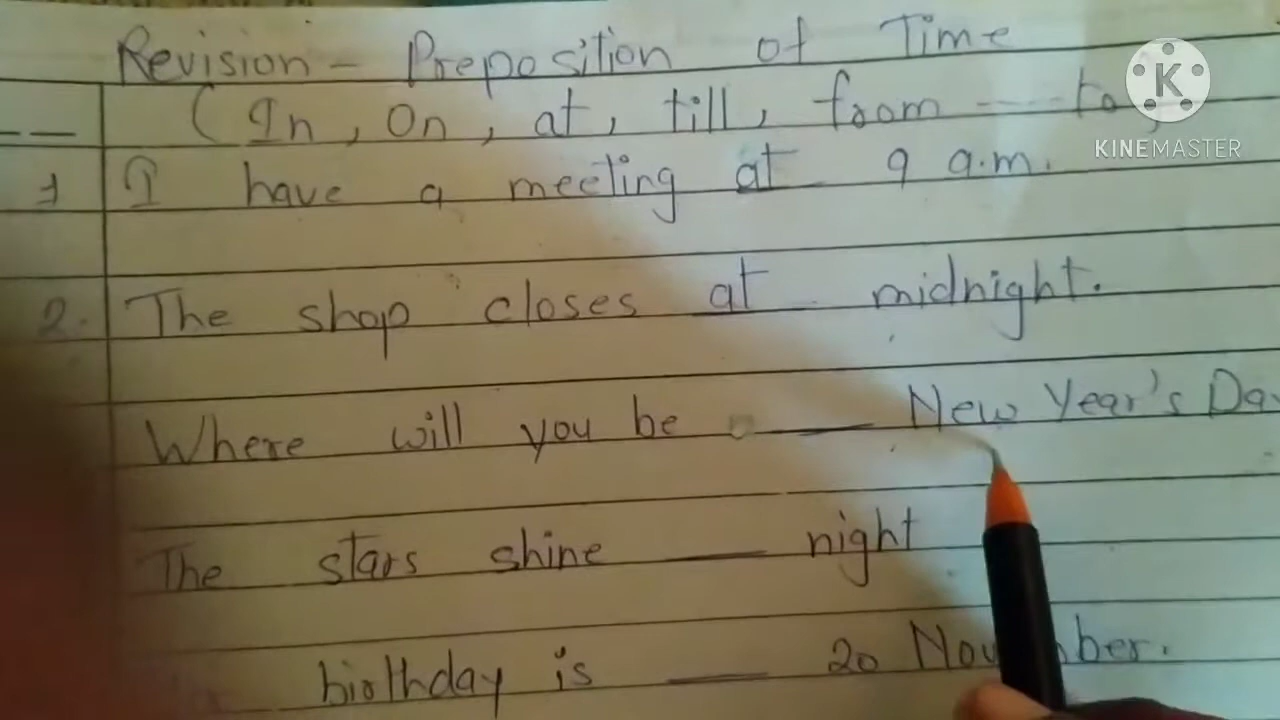 Revision - Preposition of Time
(In, On, at, till, from --- to,
1 I have a meeting at 9 a.m.
2. The shop closes at midnight.
Where will you be ___ New Year's Day
The stars shine ___ night
birthday is ___ 20 November.
K
KINEMASTER